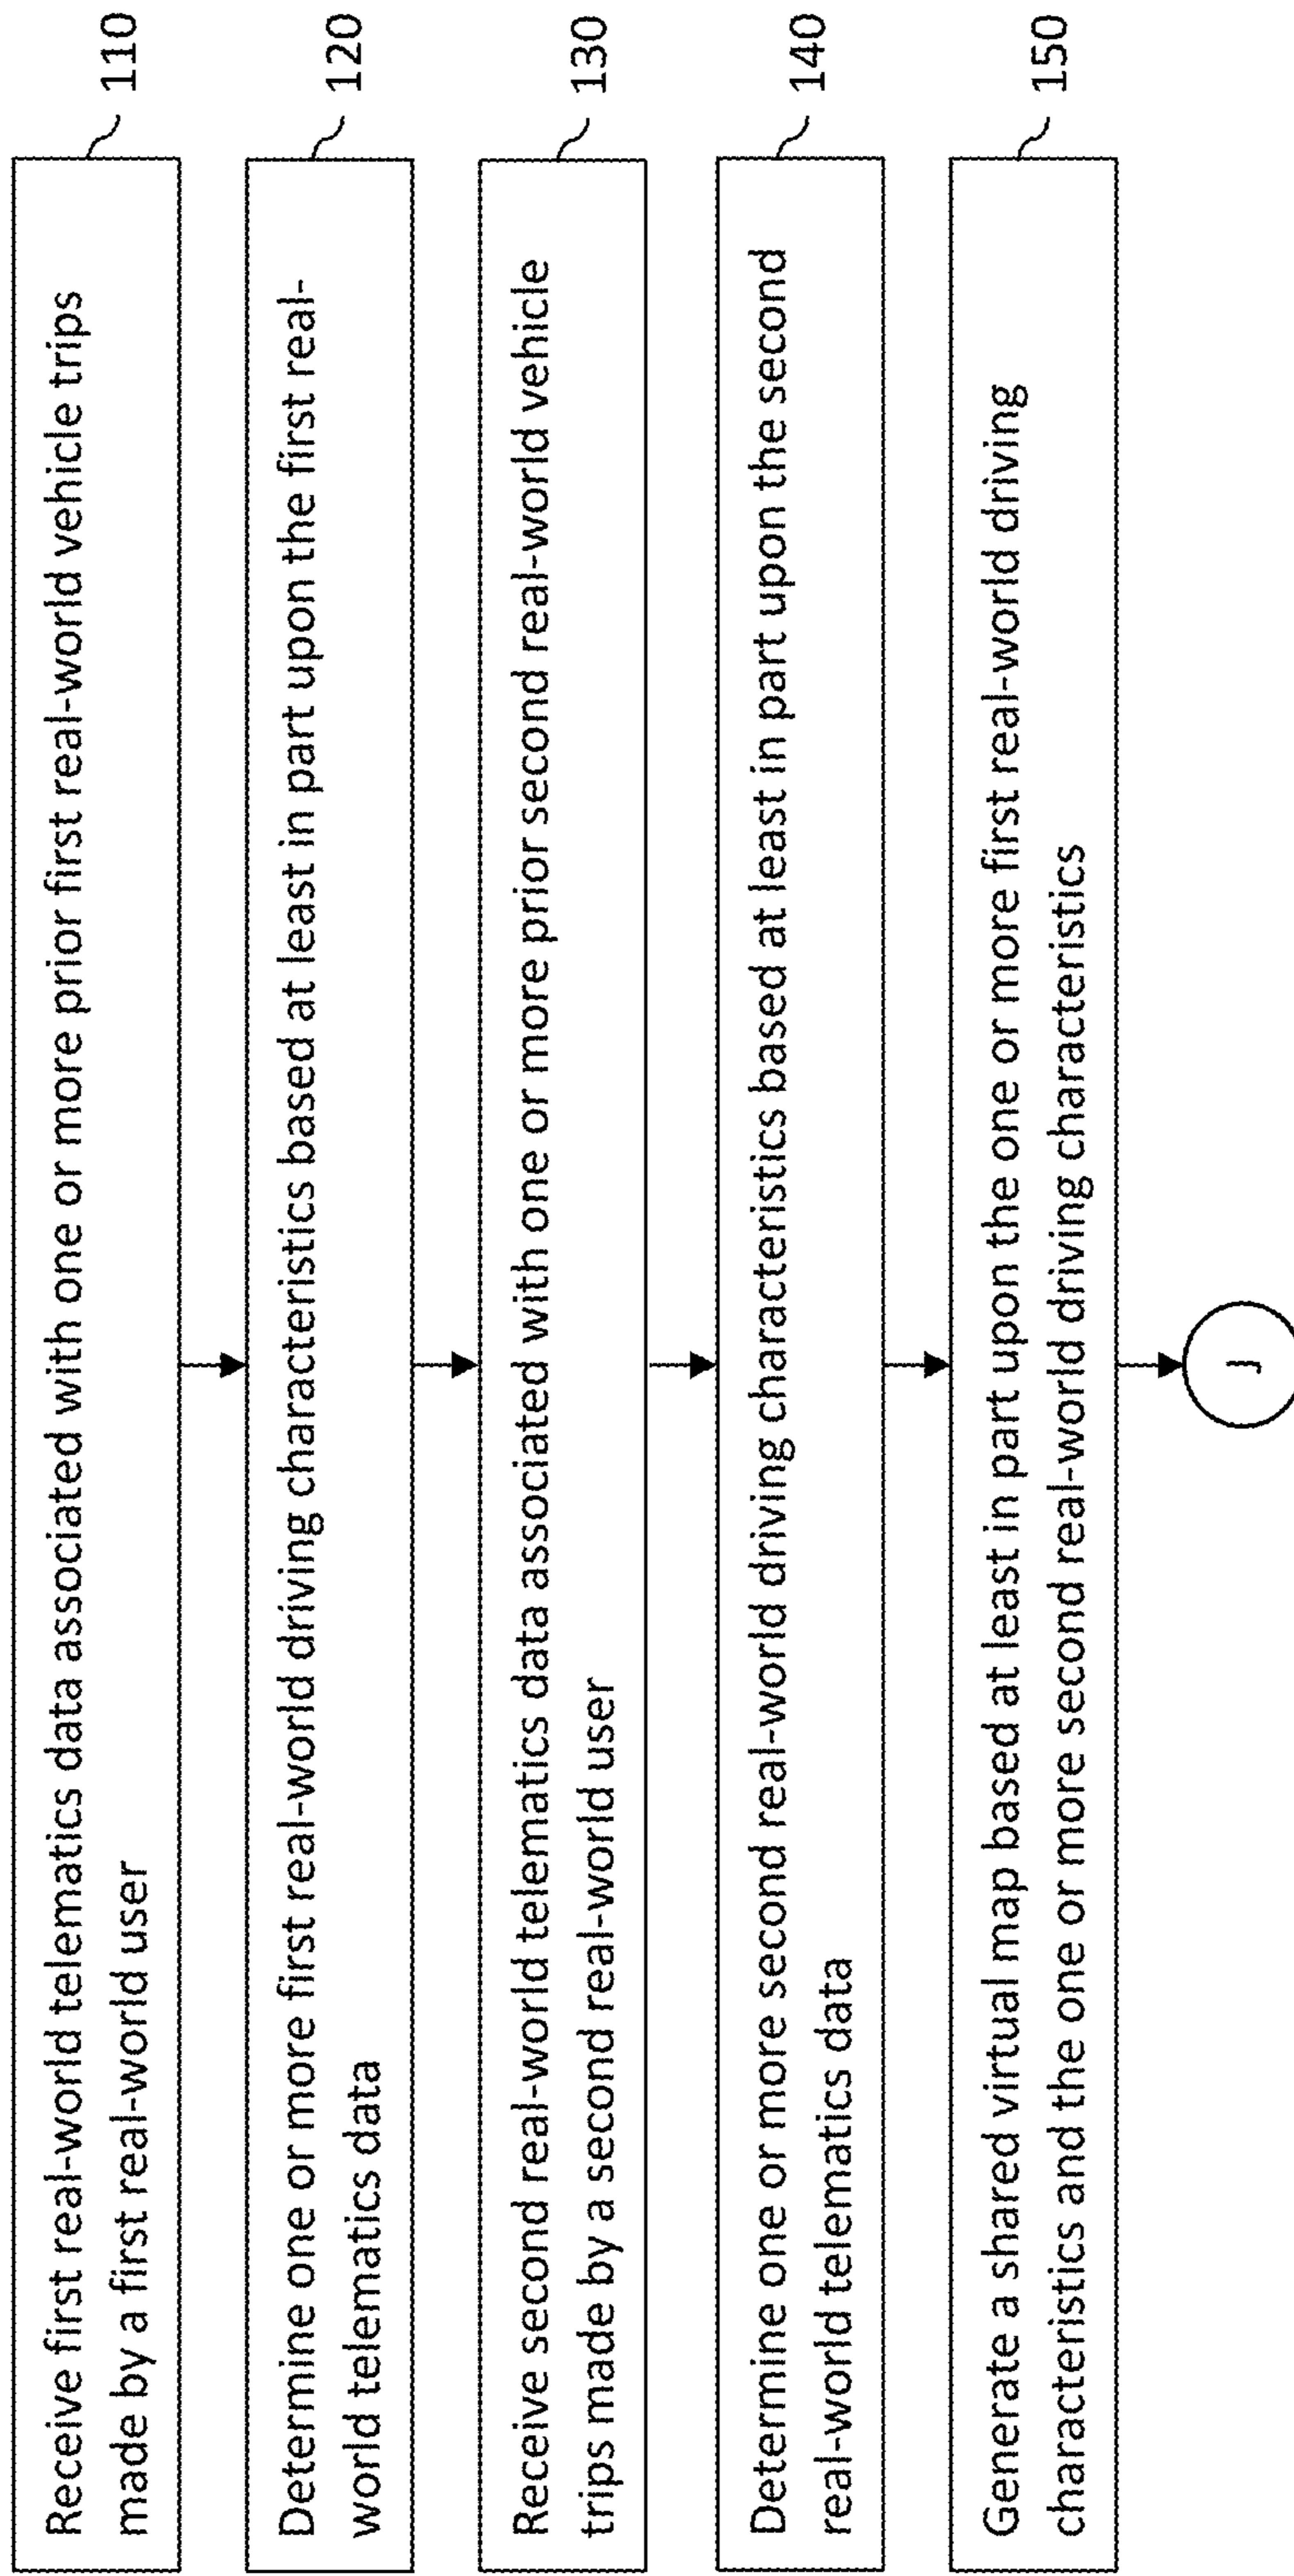 Receive first real-world telematics data associated with one or more prior first real-world vehicle trips
made by a first real-world user
110
Determine one or more first real-world driving characteristics based at least in part upon the first real-
world telematics data
120
Receive second real-world telematics data associated with one or more prior second real-world vehicle
trips made by a second real-world user
130
Determine one or more second real-world driving characteristics based at least in part upon the second
real-world telematics data
140
Generate a shared virtual map based at least in part upon the one or more first real-world driving
characteristics and the one or more second real-world driving characteristics
150
J